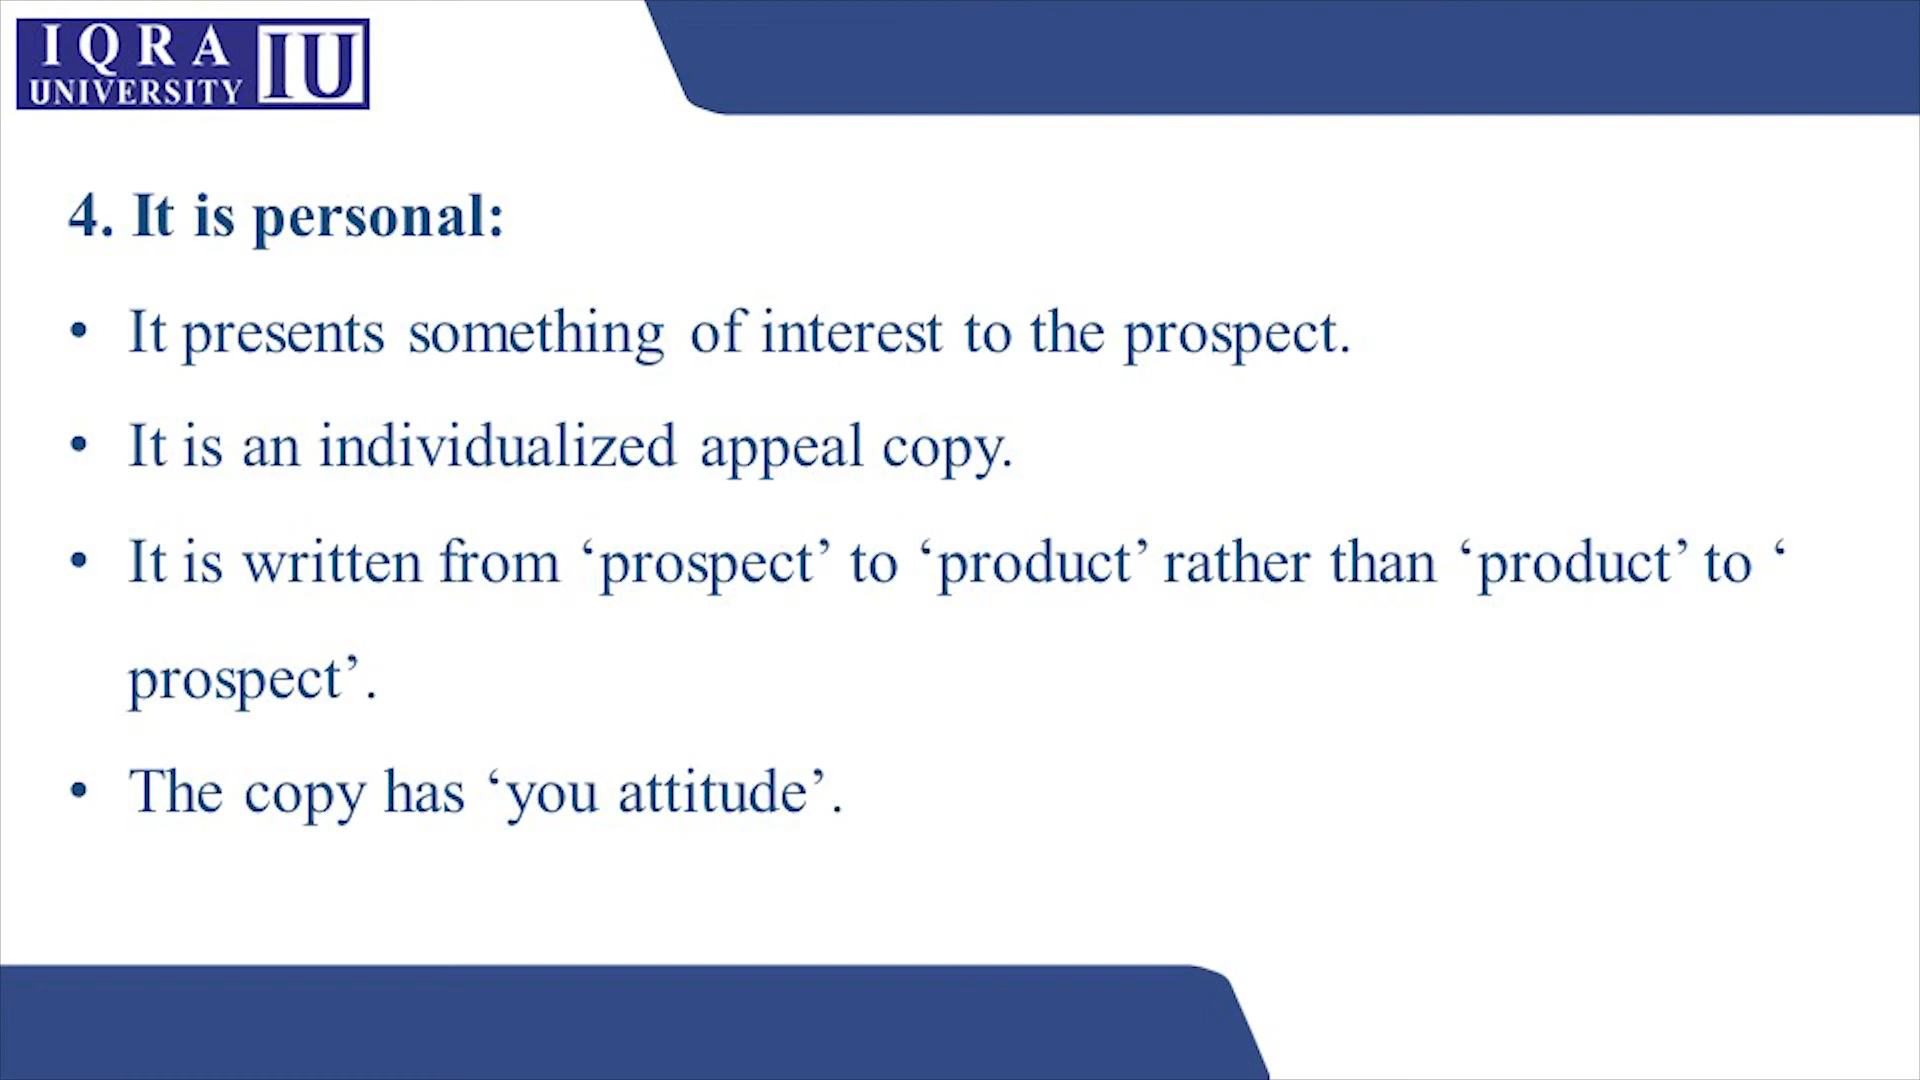 IQRA
UNIVERSITY
IU
4. It is personal:
• It presents something of interest to the prospect.
• It is an individualized appeal copy.
• It is written from ‘prospect’ to ‘product’ rather than ‘product’ to ‘
prospect’.
• The copy has ‘you attitude’.